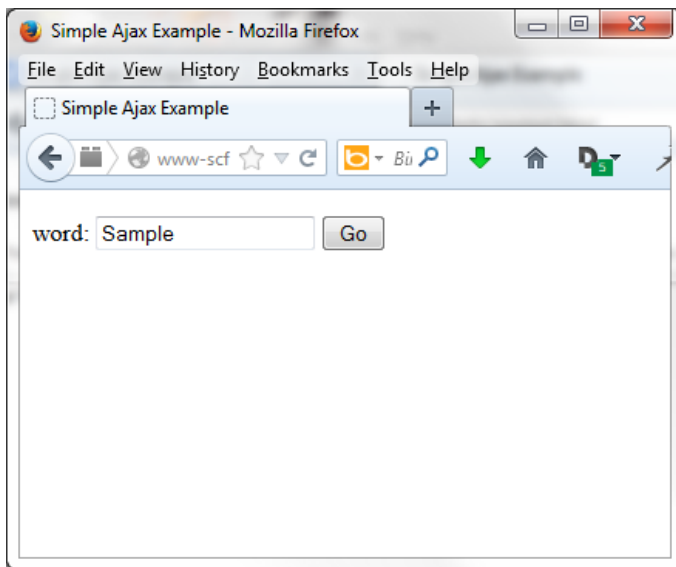 Simple Ajax Example - Mozilla Firefox
File Edit View History Bookmarks Tools Help
Simple Ajax Example +
www-scf Bi D 5
word: Sample Go